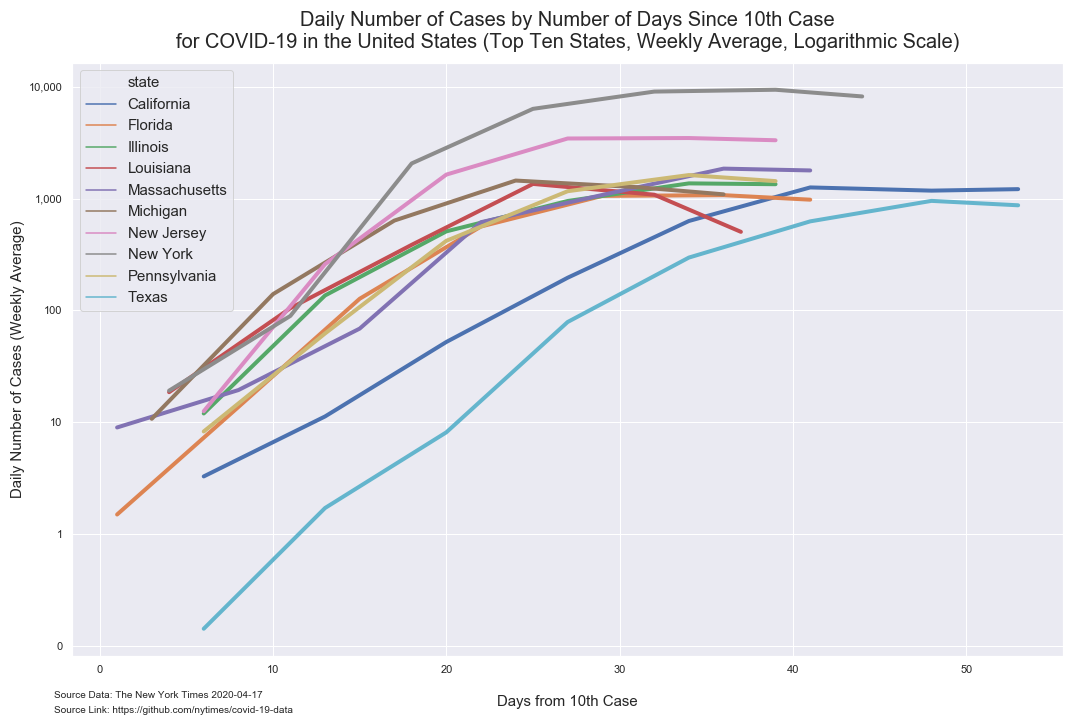 Daily Number of Cases by Number of Days Since 10th Case
for COVID-19 in the United States (Top Ten States, Weekly Average, Logarithmic Scale)
Daily Number of Cases (Weekly Average)
10,000
1,000
100
10
1
0
state
California
Florida
Illinois
Louisiana
Massachusetts
Michigan
New Jersey
New York
Pennsylvania
Texas
0 10 20 30 40 50
Days from 10th Case
Source Data: The New York Times 2020-04-17
Source Link: https://github.com/nytimes/covid-19-data